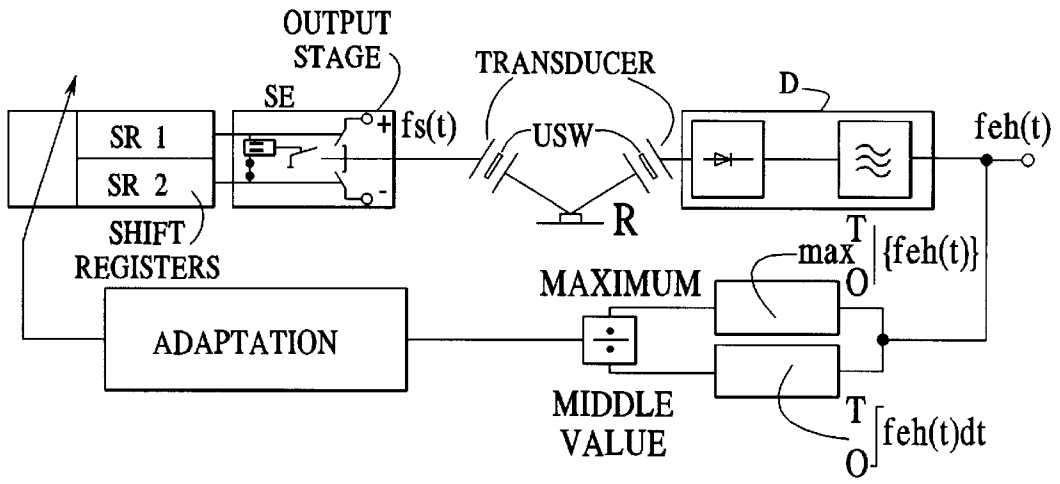 OUTPUT
STAGE
TRANSDUCER
SE
D
SR 1
SR 2
+
-
fs(t)
USW
feh(t)
R
SHIFT
REGISTERS
max
T
O
{feh(t)}
MAXIMUM
ADAPTATION
÷
MIDDLE
VALUE
T
O
feh(t)dt